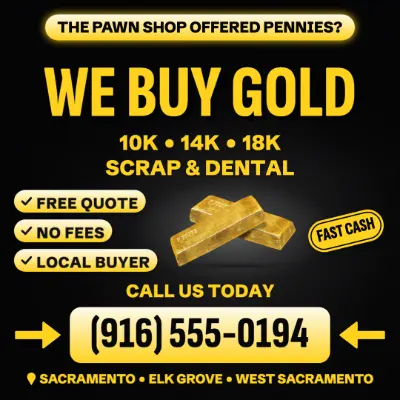 THE PAWN SHOP OFFERED PENNIES?
WE BUY GOLD
10K • 14K • 18K
SCRAP & DENTAL
✓ FREE QUOTE
✓ NO FEES
✓ LOCAL BUYER
FAST CASH
CALL US TODAY
(916) 555-0194
SACRAMENTO • ELK GROVE • WEST SACRAMENTO